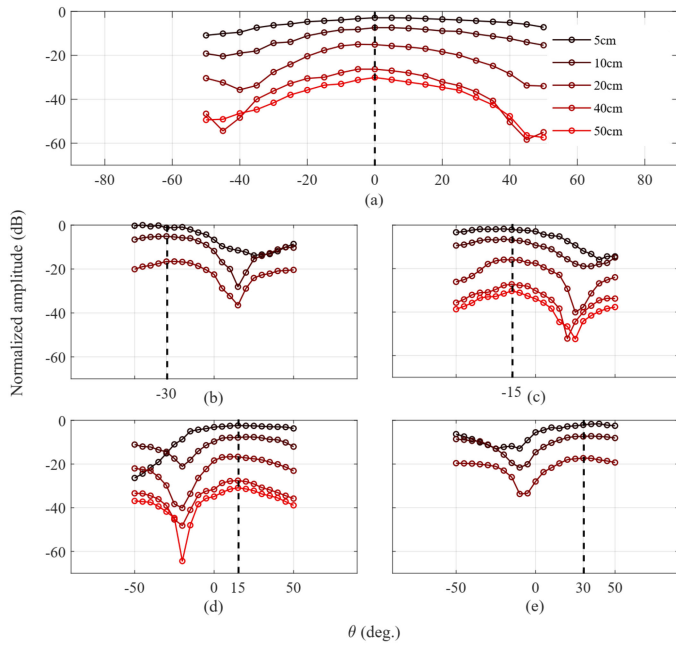 0
-20
-40
-60
5cm
10cm
20cm
40cm
50cm
-80 -60 -40 -20 0 20 40 60 80
(a)
Normalized amplitude (dB)
0
-20
-40
-60
-30
(b)
-15
(c)
0
-20
-40
-60
-50 0 15 50
(d)
-50 0 30 50
(e)
θ (deg.)